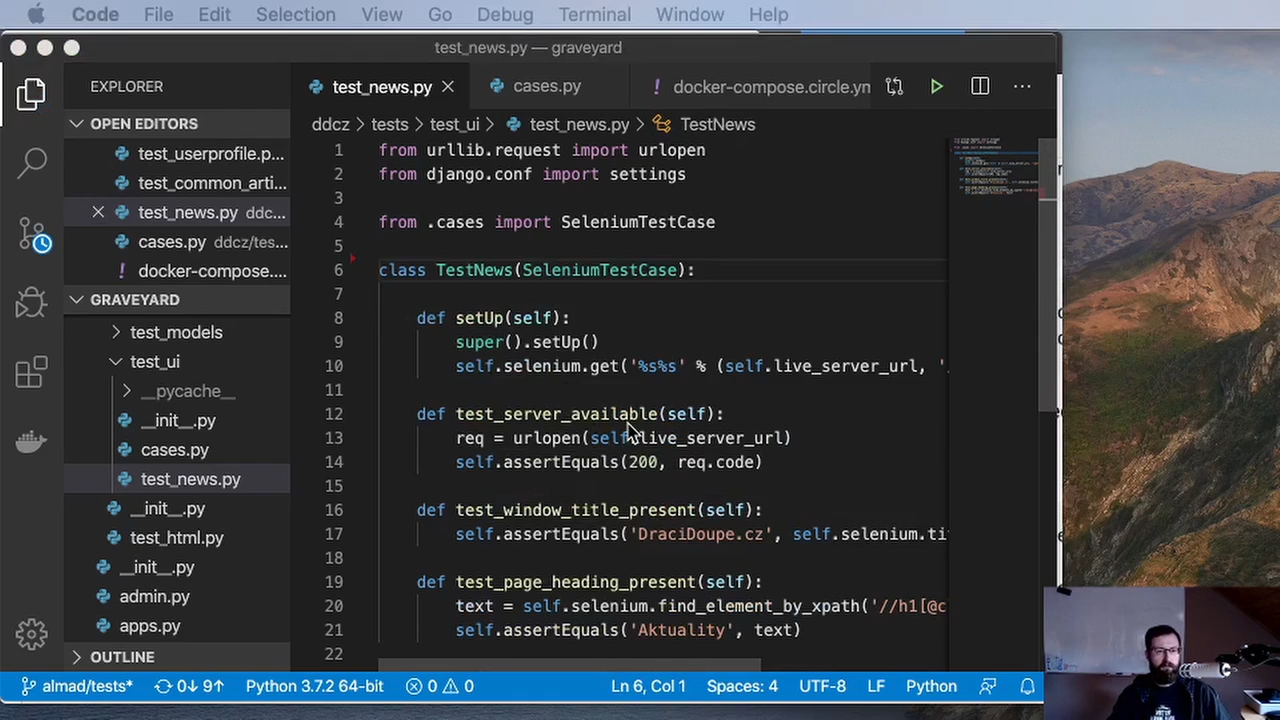 Code File Edit Selection View Go Debug Terminal Window Help
test_news.py — graveyard
EXPLORER
test_news.py
cases.py
! docker-compose.circle.ym
OPEN EDITORS
test_userprofile.p...
test_common_arti...
test_news.py ddc...
cases.py ddcz/tes...
! docker-compose....
GRAVEYARD
test_models
test_ui
__pycache__
__init__.py
cases.py
test_news.py
__init__.py
test_html.py
__init__.py
admin.py
apps.py
OUTLINE
ddcz › tests › test_ui › test_news.py › TestNews
1 from urllib.request import urlopen
2 from django.conf import settings
3
4 from .cases import SeleniumTestCase
5
6 class TestNews(SeleniumTestCase):
7
8 def setUp(self):
9 super().setUp()
10 self.selenium.get('%s%s' % (self.live_server_url, '
11
12 def test_server_available(self):
13 req = urlopen(self.live_server_url)
14 self.assertEquals(200, req.code)
15
16 def test_window_title_present(self):
17 self.assertEquals('DraciDoupe.cz', self.selenium.ti
18
19 def test_page_heading_present(self):
20 text = self.selenium.find_element_by_xpath('//h1[@c
21 self.assertEquals('Aktuality', text)
22
almad/tests* 0↓ 9↑ Python 3.7.2 64-bit 0 0 Ln 6, Col 1 Spaces: 4 UTF-8 LF Python